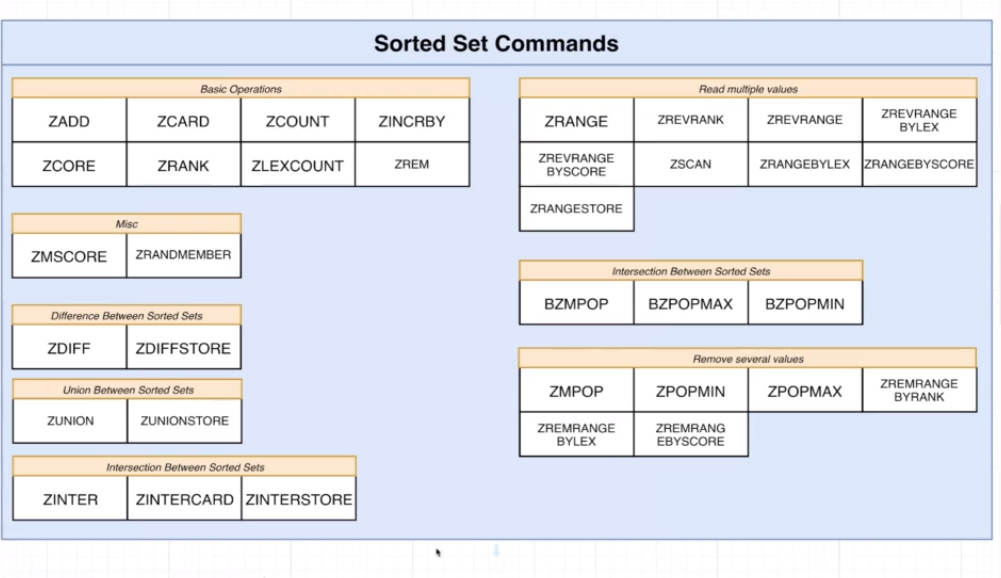 Sorted Set Commands
Basic Operations
ZADD
ZCARD
ZCOUNT
ZINCRBY
ZCORE
ZRANK
ZLEXCOUNT
ZREM
Misc
ZMSCORE
ZRANDMEMBER
Difference Between Sorted Sets
ZDIFF
ZDIFFSTORE
Union Between Sorted Sets
ZUNION
ZUNIONSTORE
Intersection Between Sorted Sets
ZINTER
ZINTERCARD
ZINTERSTORE
Read multiple values
ZRANGE
ZREVRANK
ZREVRANGE
ZREVRANGE
BYLEX
ZREVRANGE
BYSCORE
ZSCAN
ZRANGEBYLEX
ZRANGEBYSCORE
ZRANGESTORE
Intersection Between Sorted Sets
BZMPOP
BZPOPMAX
BZPOPMIN
Remove several values
ZMPOP
ZPOPMIN
ZPOPMAX
ZREMRANGE
BYRANK
ZREMRANGE
BYLEX
ZREMRANG
EBYSCORE